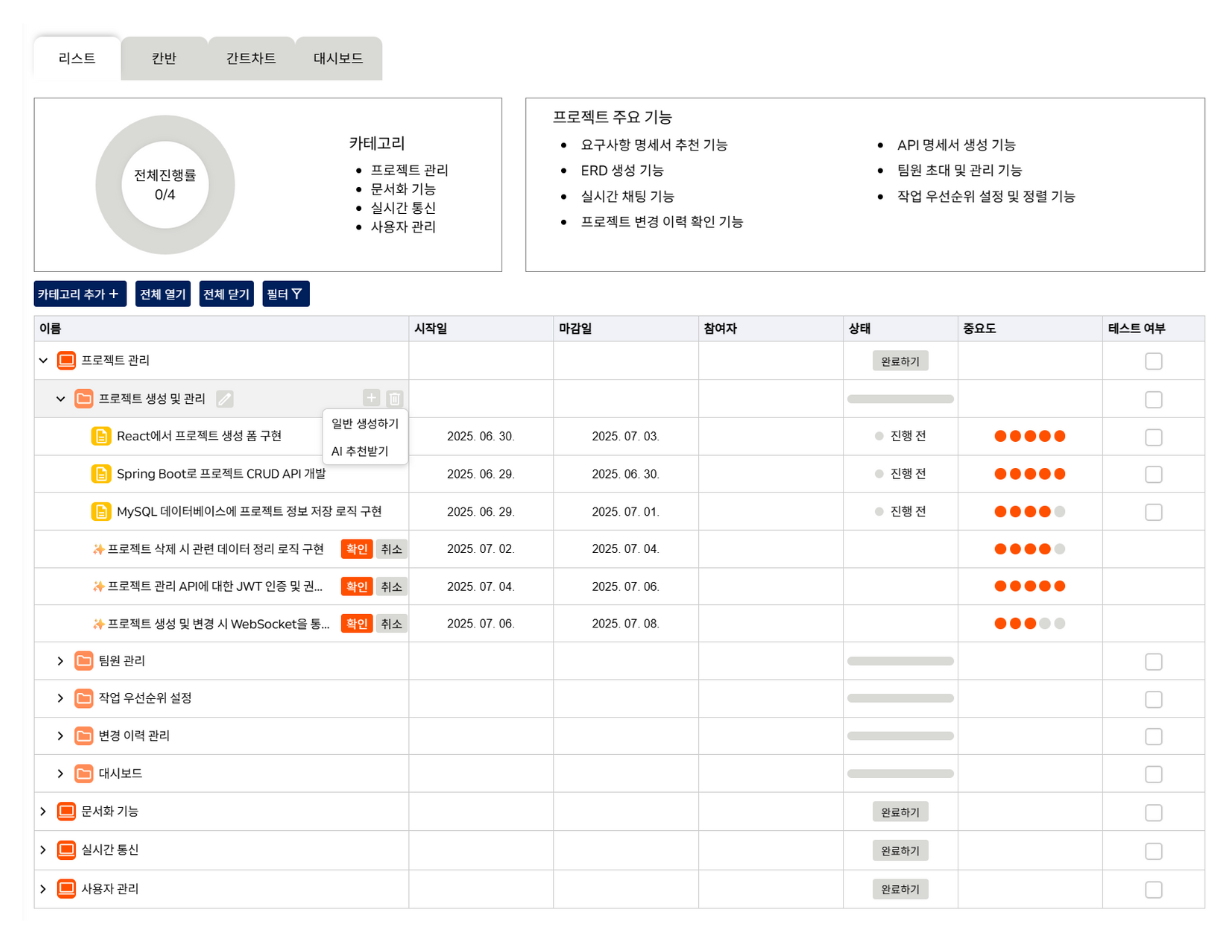 리스트 칸반 간트차트 대시보드
전체진행률
0/4
카테고리
프로젝트 관리
문서화 기능
실시간 통신
사용자 관리
프로젝트 주요 기능
요구사항 명세서 추천 기능
ERD 생성 기능
실시간 채팅 기능
프로젝트 변경 이력 확인 기능
API 명세서 생성 기능
팀원 초대 및 관리 기능
작업 우선순위 설정 및 정렬 기능
카테고리 추가 + 전체 열기 전체 닫기 필터
이름 시작일 마감일 참여자 상태 중요도 테스트 여부
프로젝트 관리 완료하기
프로젝트 생성 및 관리
일반 생성하기
AI 추천받기
React에서 프로젝트 생성 폼 구현 2025. 06. 30. 2025. 07. 03. 진행 전
Spring Boot로 프로젝트 CRUD API 개발 2025. 06. 29. 2025. 06. 30. 진행 전
MySQL 데이터베이스에 프로젝트 정보 저장 로직 구현 2025. 06. 29. 2025. 07. 01. 진행 전
✨프로젝트 삭제 시 관련 데이터 정리 로직 구현 확인 취소 2025. 07. 02. 2025. 07. 04.
✨프로젝트 관리 API에 대한 JWT 인증 및 권... 확인 취소 2025. 07. 04. 2025. 07. 06.
✨프로젝트 생성 및 변경 시 WebSocket을 통... 확인 취소 2025. 07. 06. 2025. 07. 08.
팀원 관리
작업 우선순위 설정
변경 이력 관리
대시보드
문서화 기능 완료하기
실시간 통신 완료하기
사용자 관리 완료하기